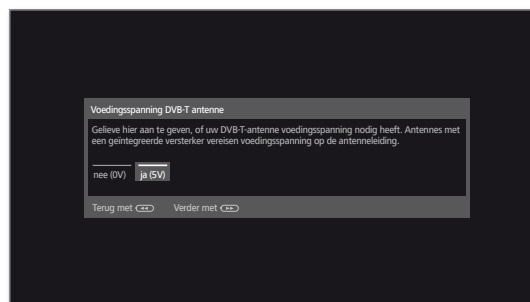 Voedingsspanning DVB-T antenne
Gelieve hier aan te geven, of uw DVB-T-antenne voedingsspanning nodig heeft. Antennes met
een geïntegreerde versterker vereisen voedingsspanning op de antenneleiding.
nee (0V) ja (5V)
Terug met ◄◄ Verder met ►►